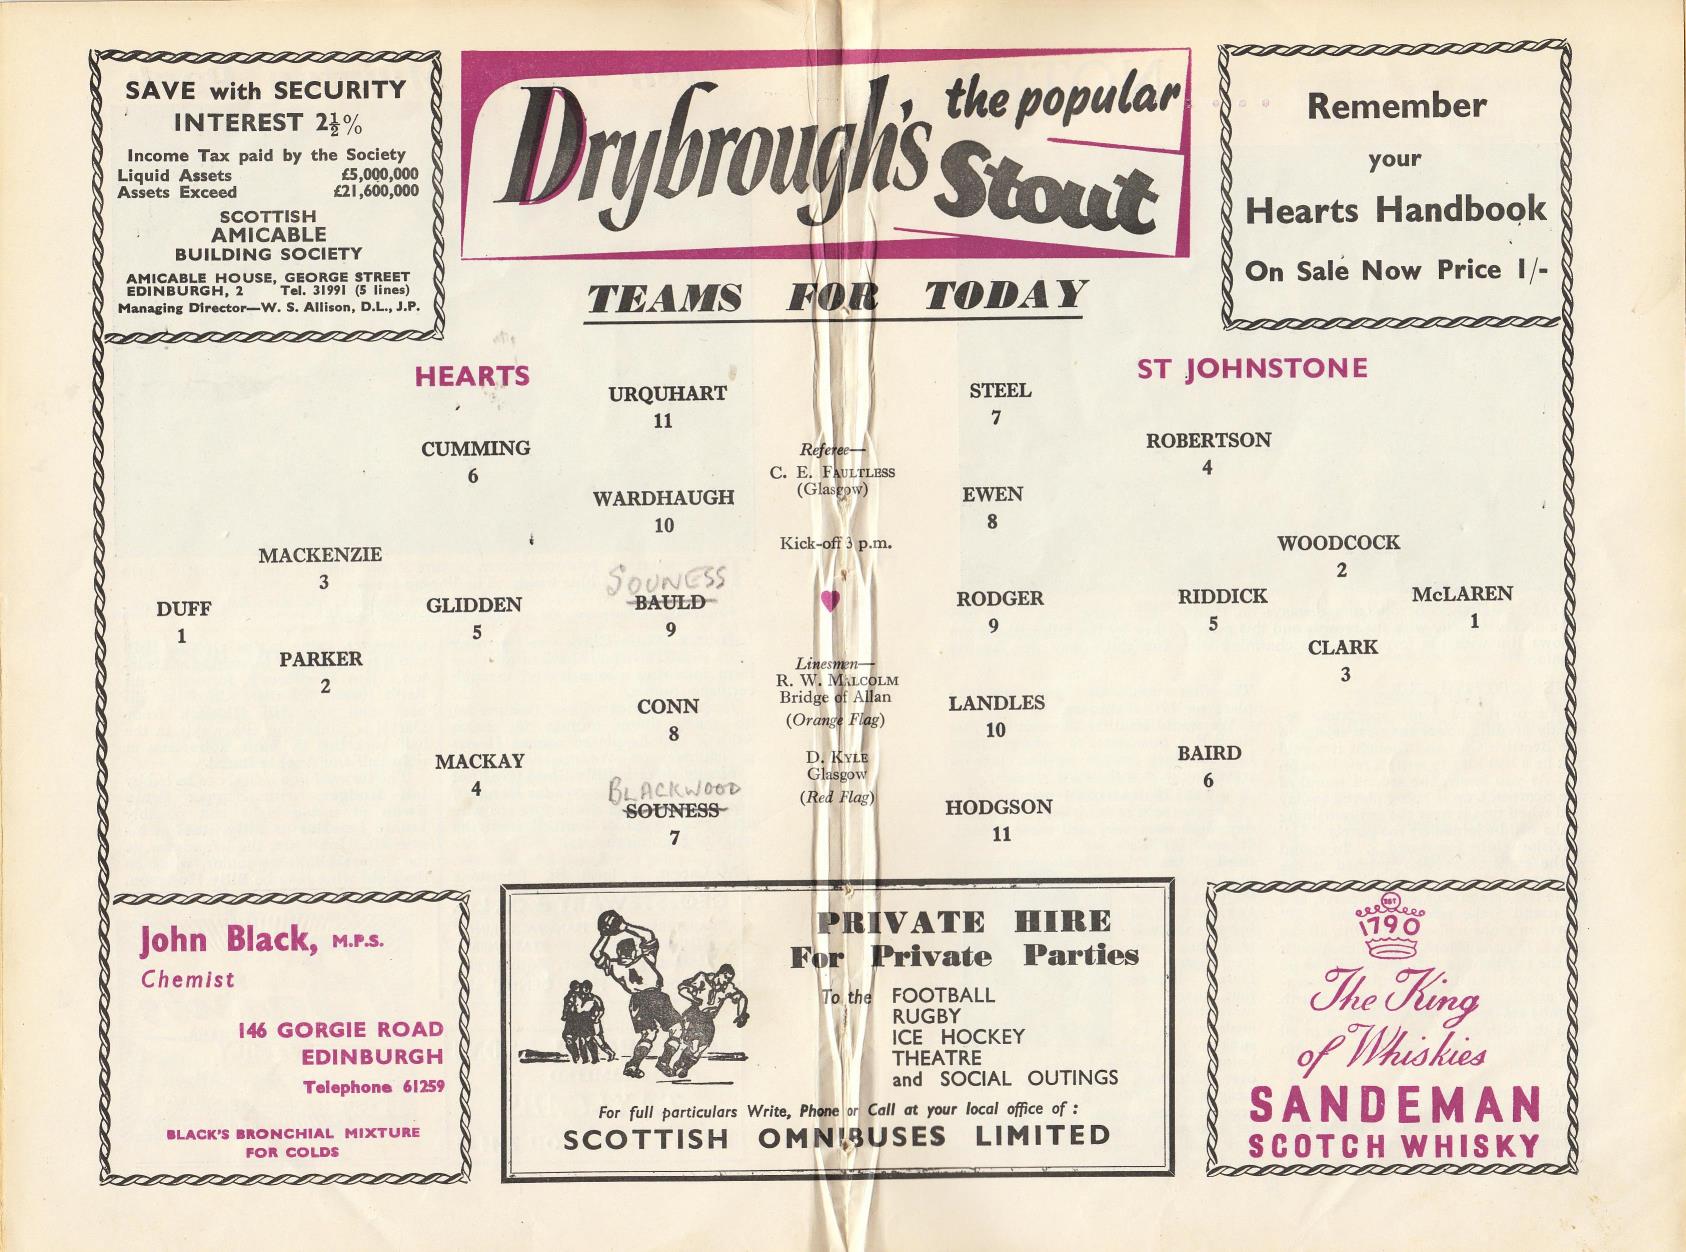 SAVE with SECURITY
INTEREST 2½%
Income Tax paid by the Society
Liquid Assets £5,000,000
Assets Exceed £21,600,000
SCOTTISH
AMICABLE
BUILDING SOCIETY
AMICABLE HOUSE, GEORGE STREET
EDINBURGH, 2 Tel. 31991 (5 lines)
Managing Director—W. S. Allison, D.L., J.P.
Drybrough's the popular
Stout
Remember
your
Hearts Handbook
On Sale Now Price 1/-
TEAMS FOR TODAY
HEARTS
URQUHART
11
CUMMING
6
WARDHAUGH
10
MACKENZIE
3
SOUNESS
BAULD
9
DUFF
1
GLIDDEN
5
PARKER
2
CONN
8
MACKAY
4
BLACKWOOD
SOUNESS
7
Referee—
C. E. FAULTLESS
(Glasgow)
Kick-off 3 p.m.
Linesmen—
R. W. MALCOLM
Bridge of Allan
(Orange Flag)
D. KYLE
Glasgow
(Red Flag)
ST JOHNSTONE
STEEL
7
ROBERTSON
4
EWEN
8
WOODCOCK
2
RODGER
9
RIDDICK
5
McLAREN
1
CLARK
3
LANDLES
10
BAIRD
6
HODGSON
11
John Black, M.P.S.
Chemist
146 GORGIE ROAD
EDINBURGH
Telephone 61259
BLACK'S BRONCHIAL MIXTURE
FOR COLDS
4
PRIVATE HIRE
For Private Parties
To the FOOTBALL
RUGBY
ICE HOCKEY
THEATRE
and SOCIAL OUTINGS
For full particulars Write, Phone or Call at your local office of :
SCOTTISH OMNIBUSES LIMITED
EST
1790
The King
of Whiskies
SANDEMAN
SCOTCH WHISKY